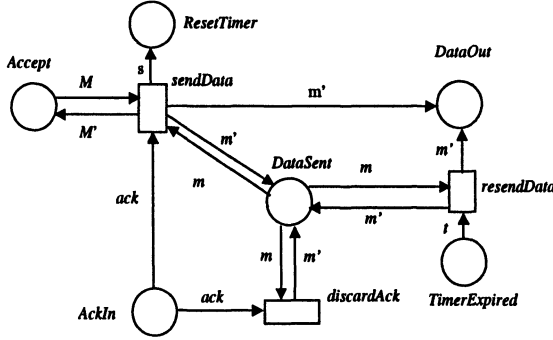 ResetTimer
DataOut
Accept
s
sendData
M
m'
M'
m'
DataSent
m
m
m'
resendData
ack
m'
t
m
m'
ack
discardAck
TimerExpired
AckIn